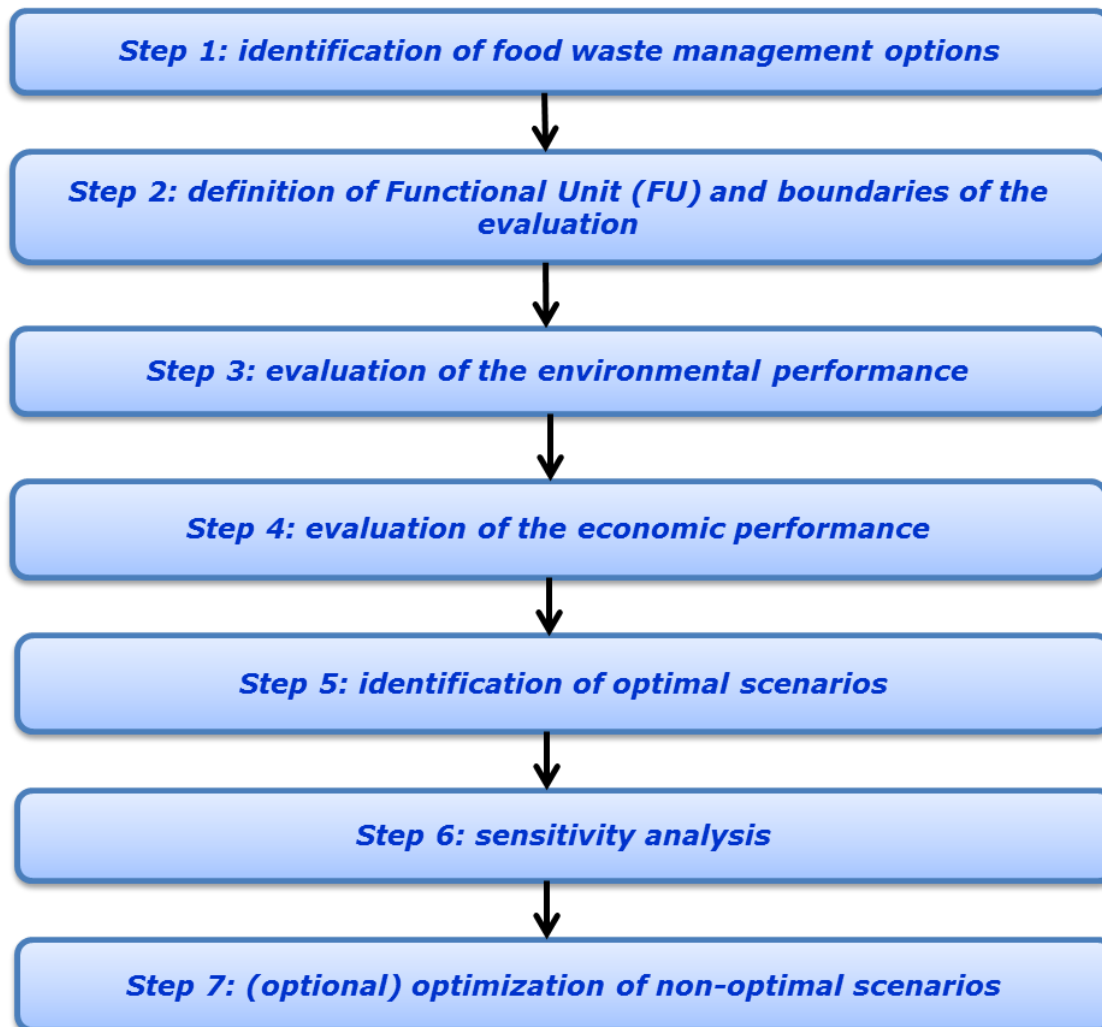 Step 1: identification of food waste management options
Step 2: definition of Functional Unit (FU) and boundaries of the
evaluation
Step 3: evaluation of the environmental performance
Step 4: evaluation of the economic performance
Step 5: identification of optimal scenarios
Step 6: sensitivity analysis
Step 7: (optional) optimization of non-optimal scenarios